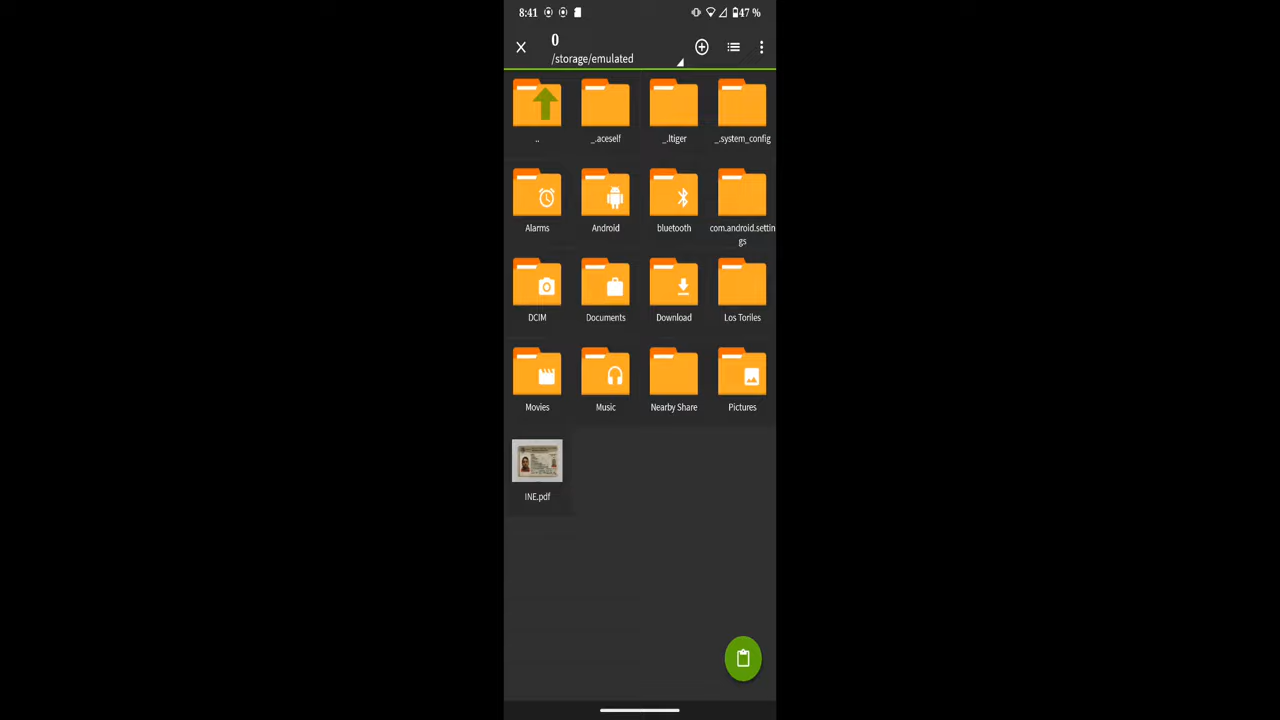 8:41
47 %
0
/storage/emulated
..
_.aceself
_.ltiger
_.system_config
Alarms
Android
bluetooth
com.android.settin
gs
DCIM
Documents
Download
Los Toriles
Movies
Music
Nearby Share
Pictures
INE.pdf